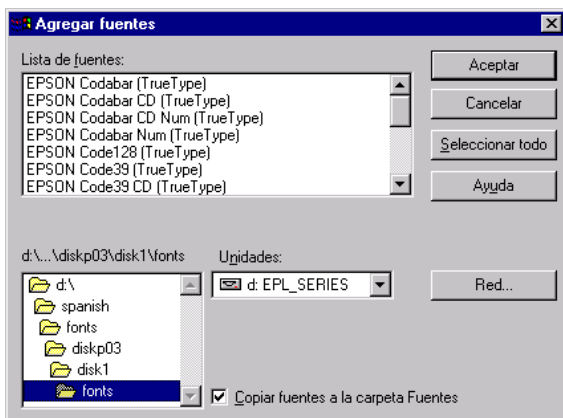 Agregar fuentes
Lista de fuentes:
EPSON Codabar (TrueType)
EPSON Codabar CD (TrueType)
EPSON Codabar CD Num (TrueType)
EPSON Codabar Num (TrueType)
EPSON Code128 (TrueType)
EPSON Code39 (TrueType)
EPSON Code39 CD (TrueType)
Aceptar
Cancelar
Seleccionar todo
Ayuda
d:\...\diskp03\disk1\fonts
d:\
spanish
fonts
diskp03
disk1
fonts
Unidades:
d: EPL_SERIES
Red...
Copiar fuentes a la carpeta Fuentes